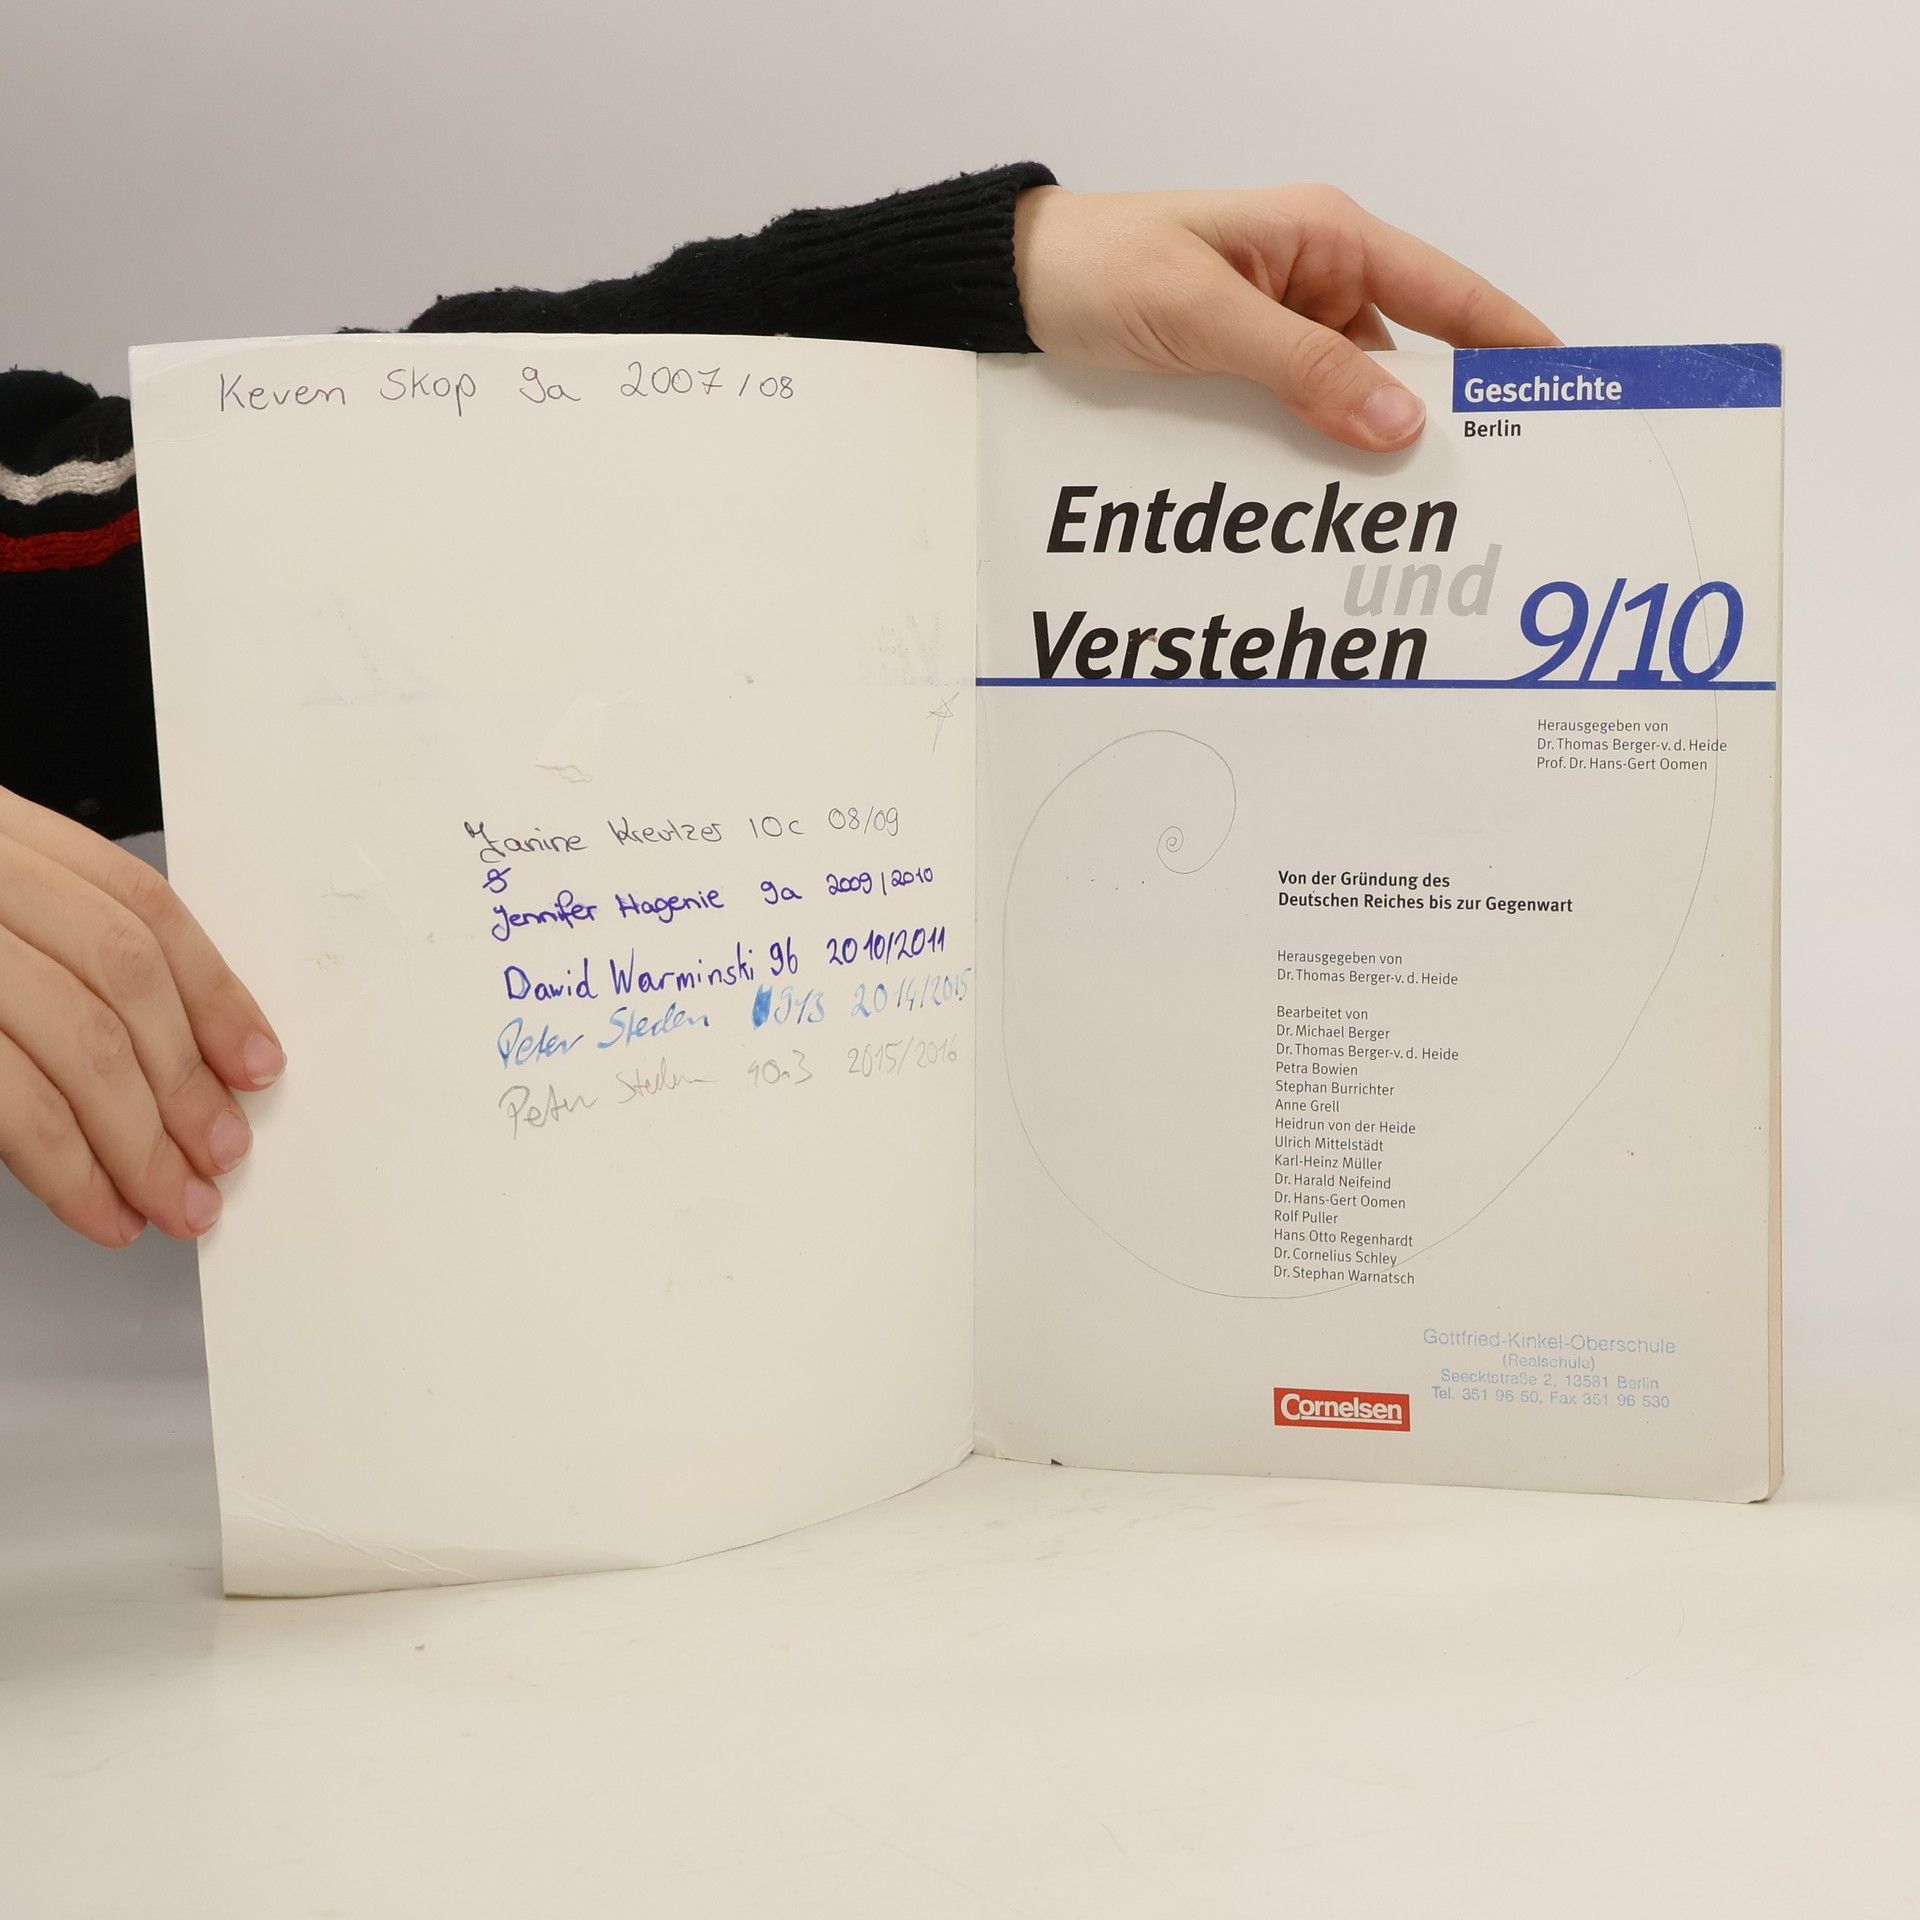 Keven Skop 9a 2007/08
Janine Kreutzer 10c 08/09
Jennifer Hagenie 9a 2009/2010
Dawid Warminski 9b 2010/2011
Peter Steden 913 2014/2015
Peter Steden 10.3 2015/2016
Geschichte
Berlin
Entdecken
und
Verstehen 9/10
Herausgegeben von
Dr. Thomas Berger-v. d. Heide
Prof. Dr. Hans-Gert Oomen
Von der Gründung des
Deutschen Reiches bis zur Gegenwart
Herausgegeben von
Dr. Thomas Berger-v. d. Heide
Bearbeitet von
Dr. Michael Berger
Dr. Thomas Berger-v. d. Heide
Petra Bowien
Stephan Burrichter
Anne Grell
Heidrun von der Heide
Ulrich Mittelstädt
Karl-Heinz Müller
Dr. Harald Neifeind
Dr. Hans-Gert Oomen
Rolf Puller
Hans Otto Regenhardt
Dr. Cornelius Schley
Dr. Stephan Warnatsch
Gottfried-Kinkel-Oberschule
(Realschule)
Seecktstraße 2, 13581 Berlin
Tel. 351 96 50, Fax 351 96 530
Cornelsen